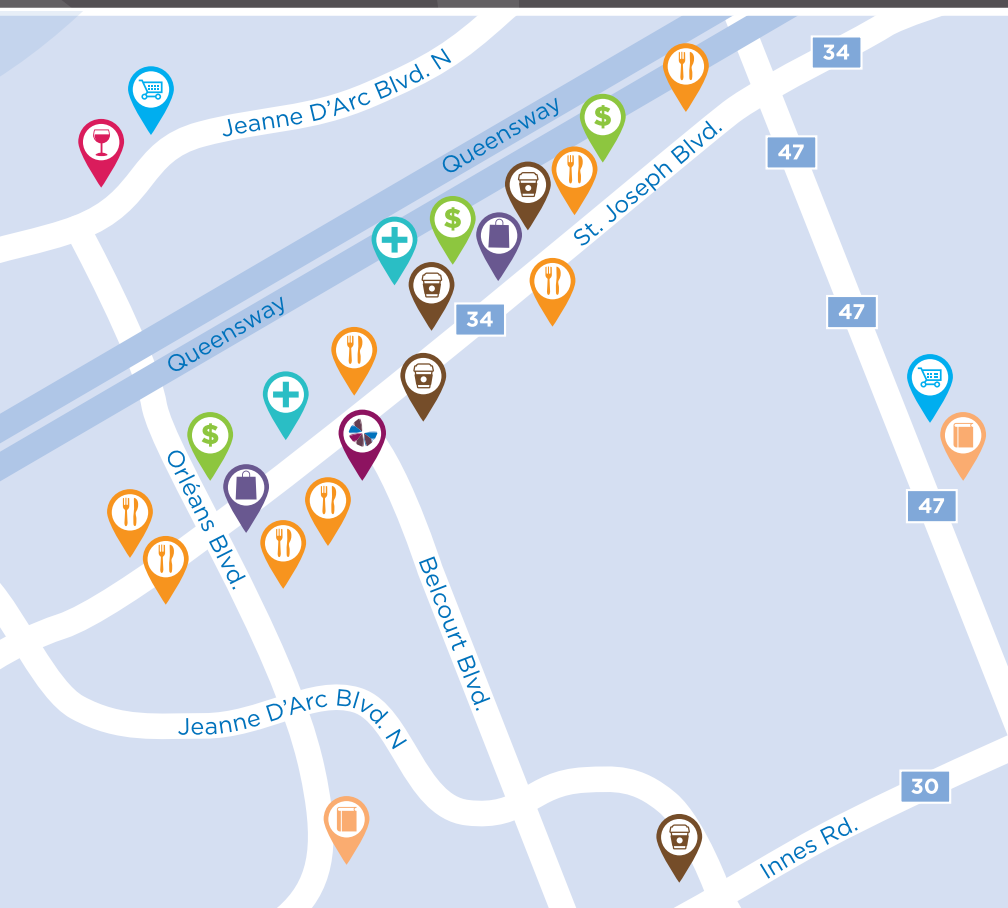 34
Jeanne D'Arc Blvd. N
Queensway
$
47
St. Joseph Blvd.
$
Queensway
34
47
$
Orléans Blvd.
47
Belcourt Blvd.
Jeanne D'Arc Blvd. N
30
Innes Rd.